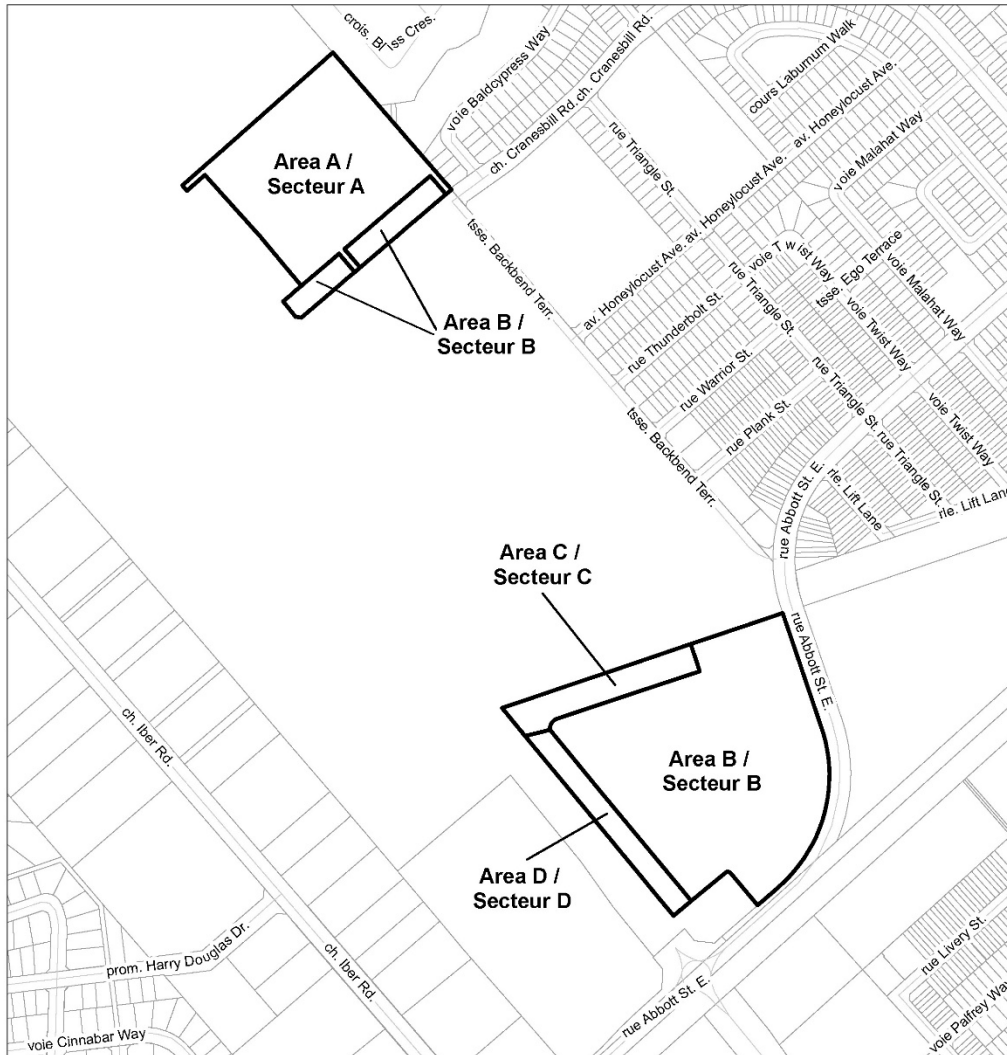 crois. Bliss Cres.
voie Baldcypress Way
ch. Cranesbill Rd. ch. Cranesbill Rd.
cours Laburnum Walk
av. Honeylocust Ave. av. Honeylocust Ave. av. Honeylocust Ave.
rue Triangle St.
voie Malahat Way
Area A /
Secteur A
tsse. Backbend Terr.
voie Twist Way
tsse. Ego Terrace
voie Malahat Way
rue Triangle St.
rue Thunderbolt St.
voie Twist Way
Area B /
Secteur B
rue Warrior St.
rue Triangle St.
rue Plank St.
voie Twist Way
tsse. Backbend Terr.
rue Triangle St.
rue Abbott St. E.
rle. Lift Lane
rle. Lift Lane
Area C /
Secteur C
rue Abbott St. E.
ch. Iber Rd.
Area B /
Secteur B
Area D /
Secteur D
prom. Harry Douglas Dr.
ch. Iber Rd.
rue Livery St.
rue Abbott St. E.
voie Palfrey Way
voie Cinnabar Way